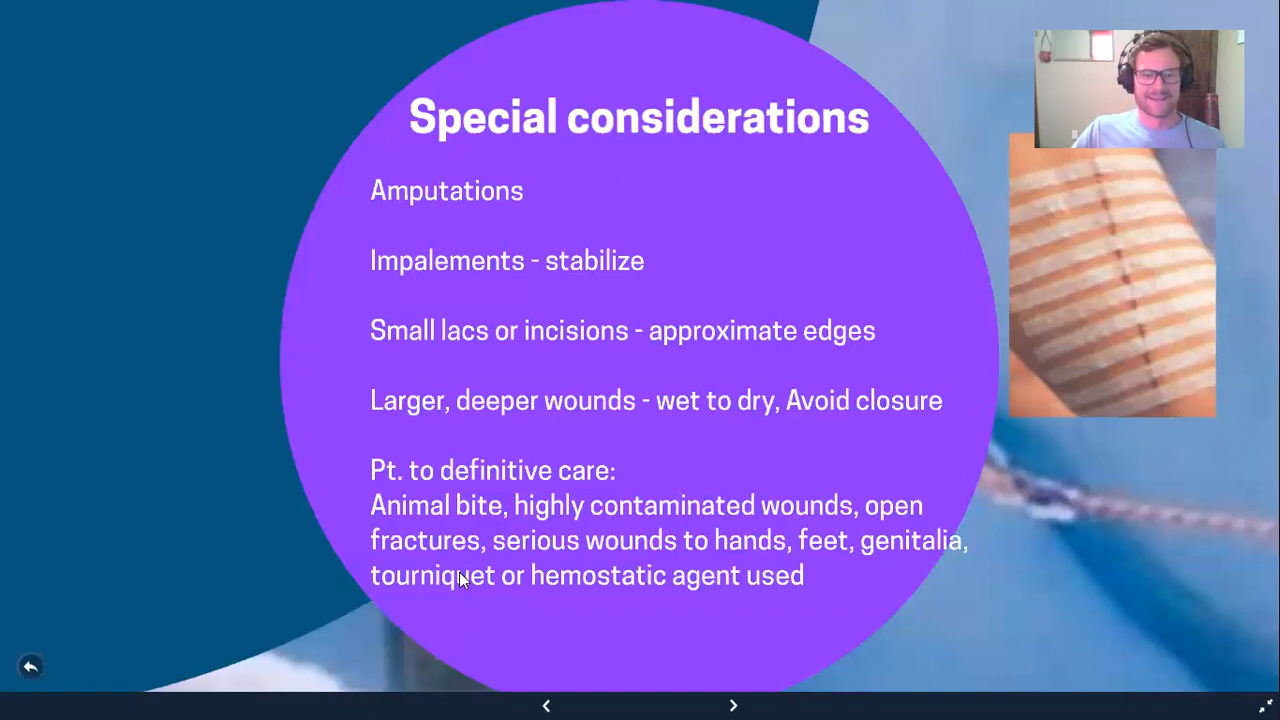 Special considerations
Amputations
Impalements - stabilize
Small lacs or incisions - approximate edges
Larger, deeper wounds - wet to dry, Avoid closure
Pt. to definitive care:
Animal bite, highly contaminated wounds, open
fractures, serious wounds to hands, feet, genitalia,
tourniquet or hemostatic agent used